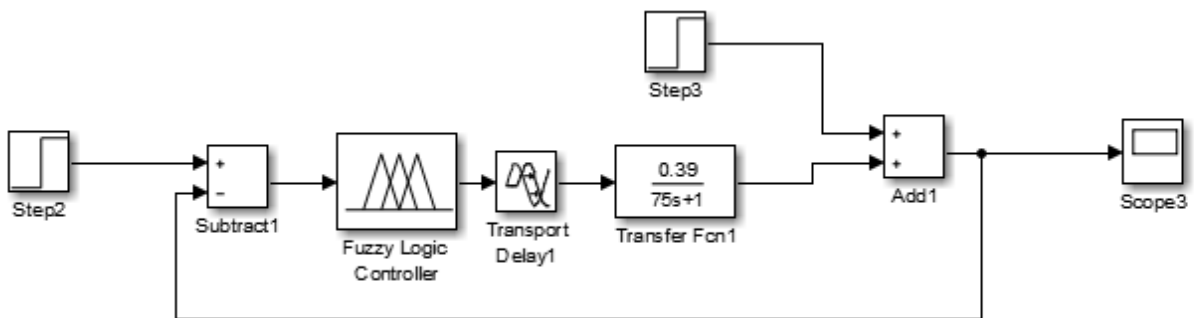 Step3
+
+
Add1
Scope3
Step2
+
−
Subtract1
Fuzzy Logic
Controller
Transport
Delay1
0.39
75s+1
Transfer Fcn1